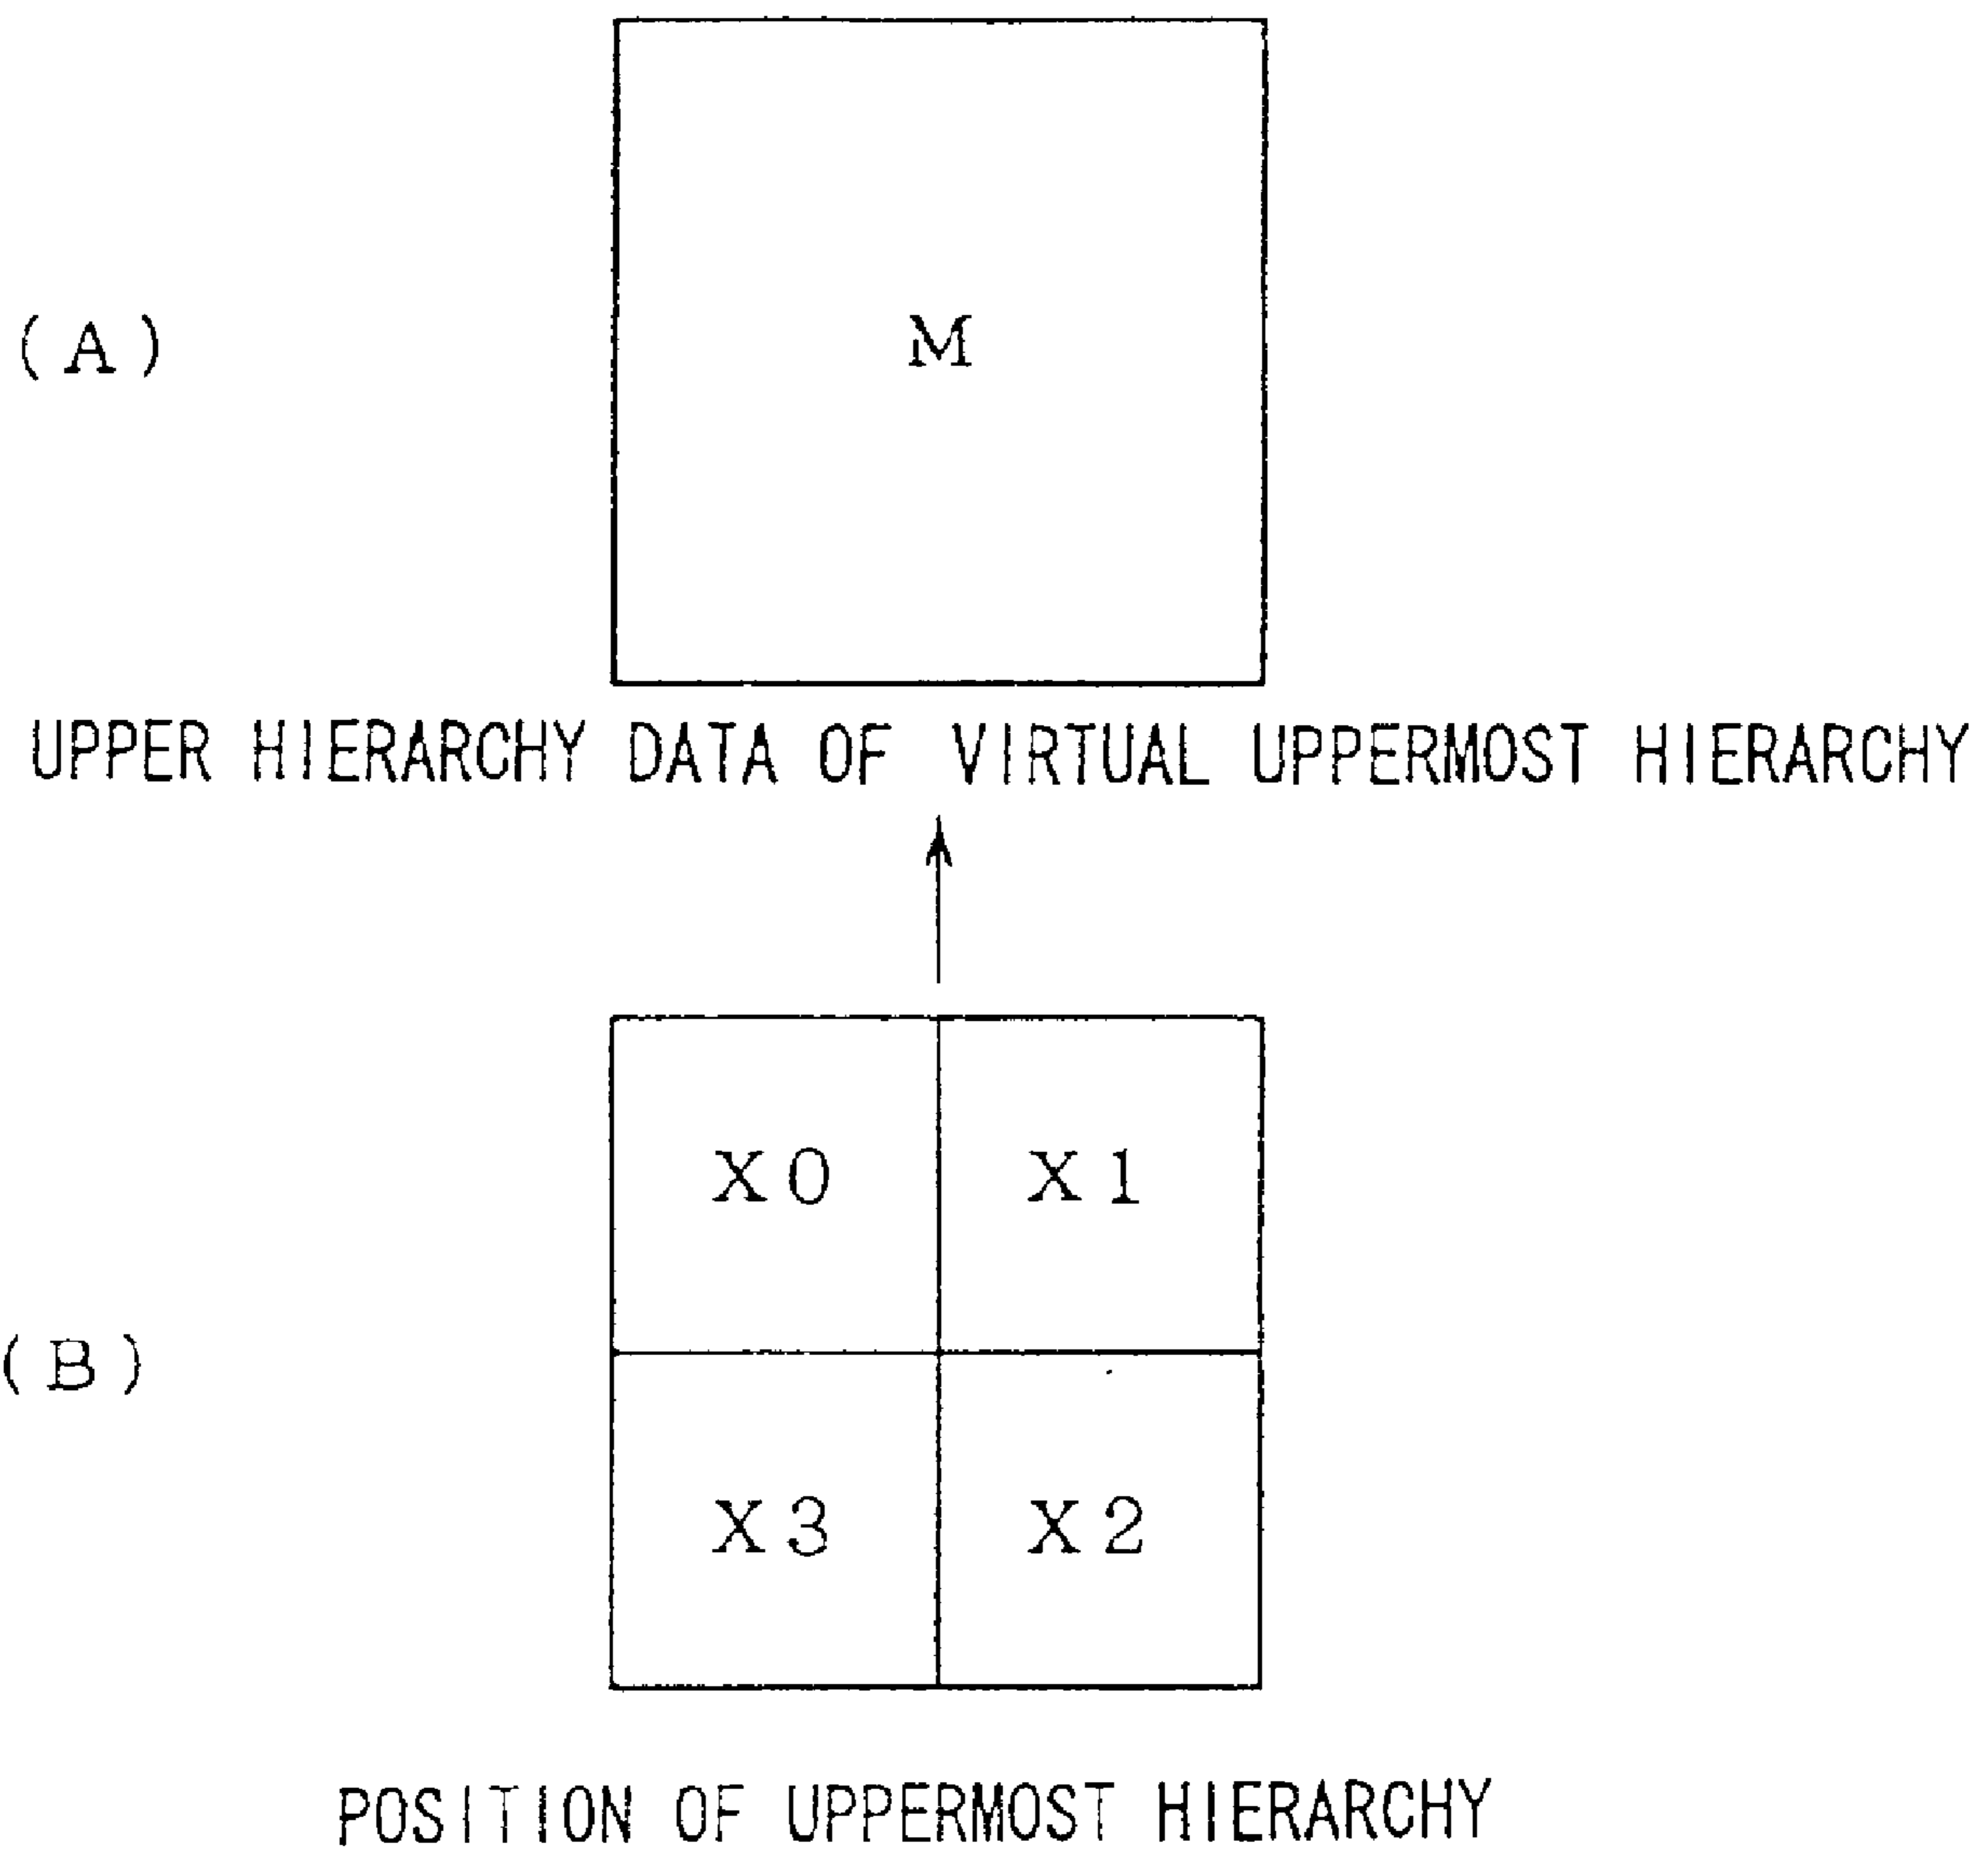 (A)
M
UPPER HIERARCHY DATA OF VIRTUAL UPPERMOST HIERARCHY
X0 X1
(B)
X3 X2
POSITION OF UPPERMOST HIERARCHY